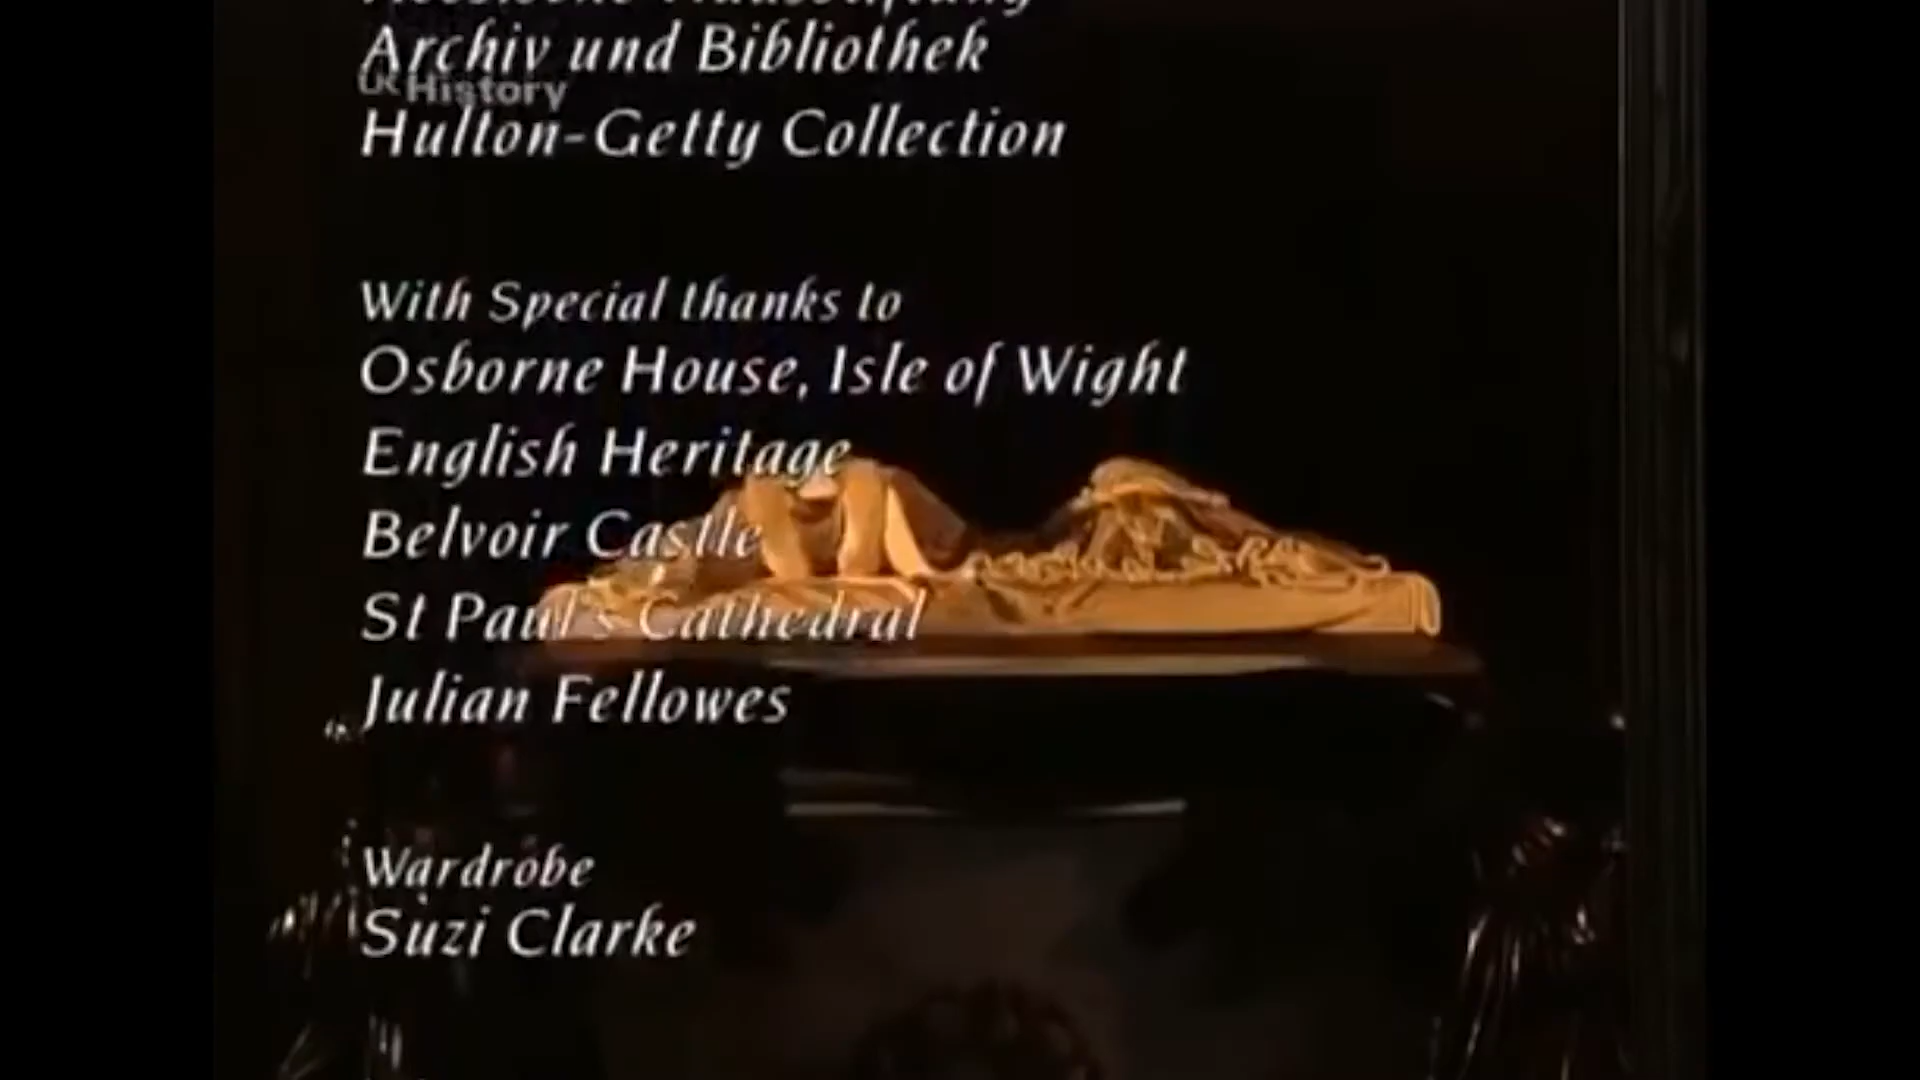 Archiv und Bibliothek
UK History
Hulton-Getty Collection
With Special thanks to
Osborne House, Isle of Wight
English Heritage
Belvoir Castle
St Paul's Cathedral
Julian Fellowes
Wardrobe
Suzi Clarke